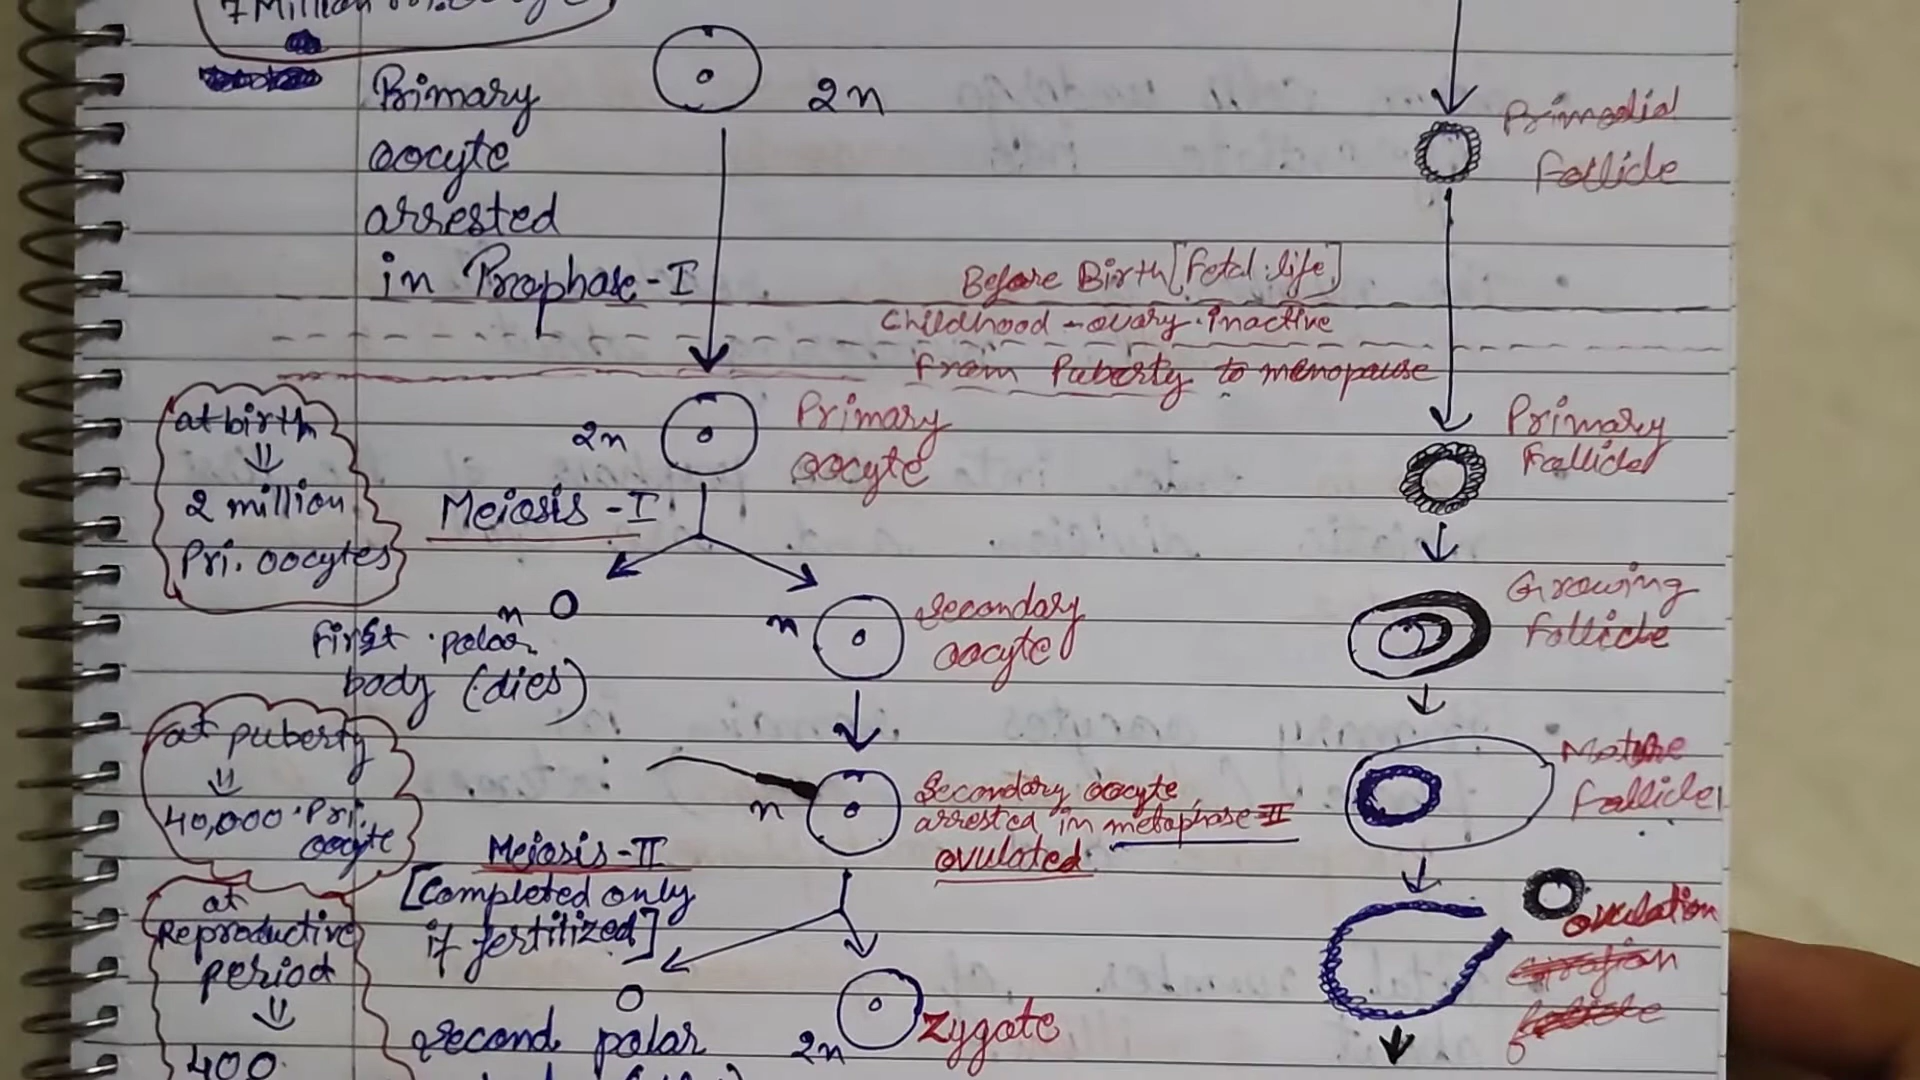 7 Million
Primary
oocyte
arrested
in Prophase-I
2n
Primodial
follicle
Before Birth [Fetal life]
Childhood - ovary inactive
From Puberty to menopause
at birth
2 million
Pri. oocytes
2n
Primary
oocyte
Primary
Follicle
Meiosis - I
n
First polar
body (dies)
n
Secondary
oocyte
Growing
follicle
at puberty
40,000 Pri.
oocyte
n
Secondary oocyte
arrested in metaphase-II
ovulated
Mature
follicle
Meiosis - II
[Completed only
if fertilized]
at
Reproductive
period
400
ovulation
second polar
2n
Zygote